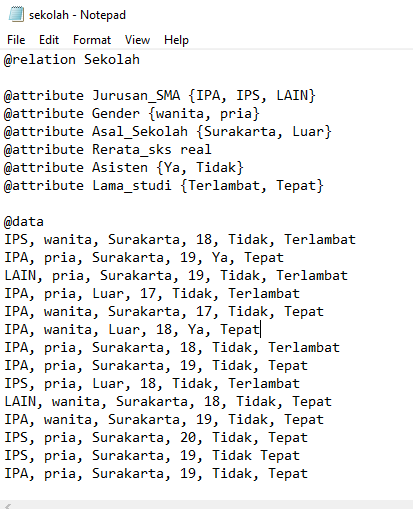 sekolah - Notepad
File Edit Format View Help
@relation Sekolah
@attribute Jurusan_SMA {IPA, IPS, LAIN}
@attribute Gender {wanita, pria}
@attribute Asal_Sekolah {Surakarta, Luar}
@attribute Rerata_sks real
@attribute Asisten {Ya, Tidak}
@attribute Lama_studi {Terlambat, Tepat}
@data
IPS, wanita, Surakarta, 18, Tidak, Terlambat
IPA, pria, Surakarta, 19, Ya, Tepat
LAIN, pria, Surakarta, 19, Tidak, Terlambat
IPA, pria, Luar, 17, Tidak, Terlambat
IPA, wanita, Surakarta, 17, Tidak, Tepat
IPA, wanita, Luar, 18, Ya, Tepat
IPA, pria, Surakarta, 18, Tidak, Terlambat
IPA, pria, Surakarta, 19, Tidak, Tepat
IPS, pria, Luar, 18, Tidak, Terlambat
LAIN, wanita, Surakarta, 18, Tidak, Tepat
IPA, wanita, Surakarta, 19, Tidak, Tepat
IPS, pria, Surakarta, 20, Tidak, Tepat
IPS, pria, Surakarta, 19, Tidak Tepat
IPA, pria, Surakarta, 19, Tidak, Tepat